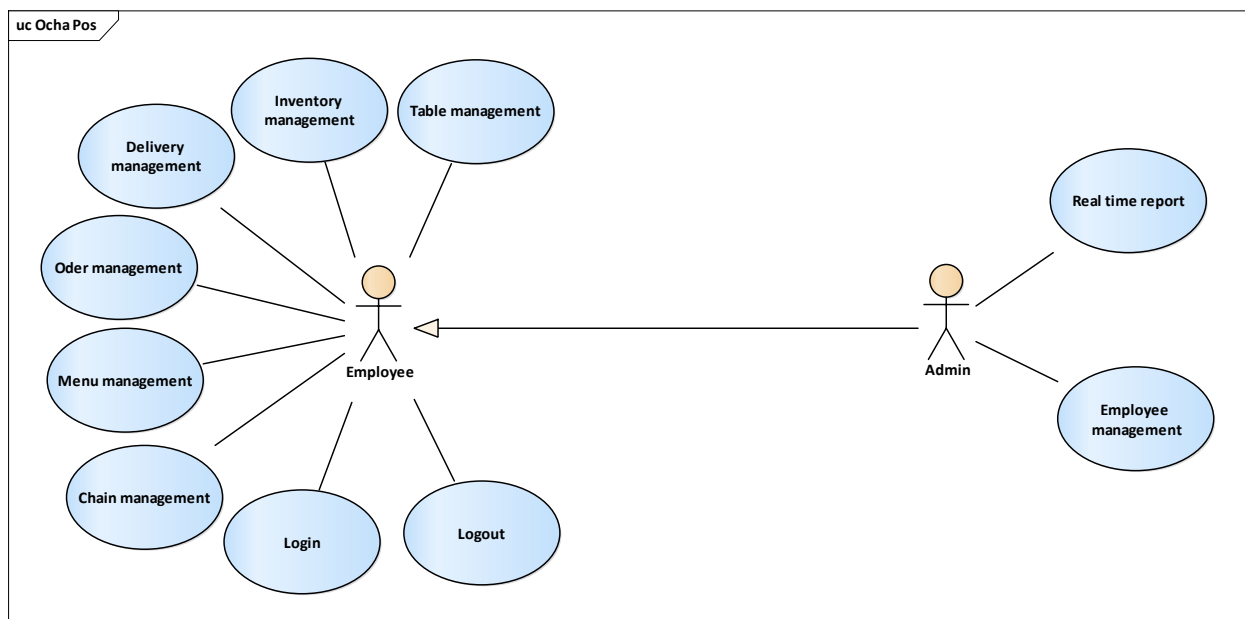 uc Ocha Pos
Inventory
management
Table management
Delivery
management
Real time report
Oder management
Menu management
Employee
Admin
Employee
management
Chain management
Login
Logout